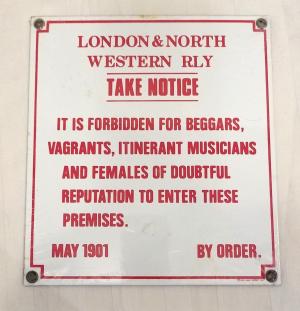 LONDON & NORTH
WESTERN RLY
TAKE NOTICE
IT IS FORBIDDEN FOR BEGGARS,
VAGRANTS, ITINERANT MUSICIANS
AND FEMALES OF DOUBTFUL
REPUTATION TO ENTER THESE
PREMISES.
MAY 1901 BY ORDER.